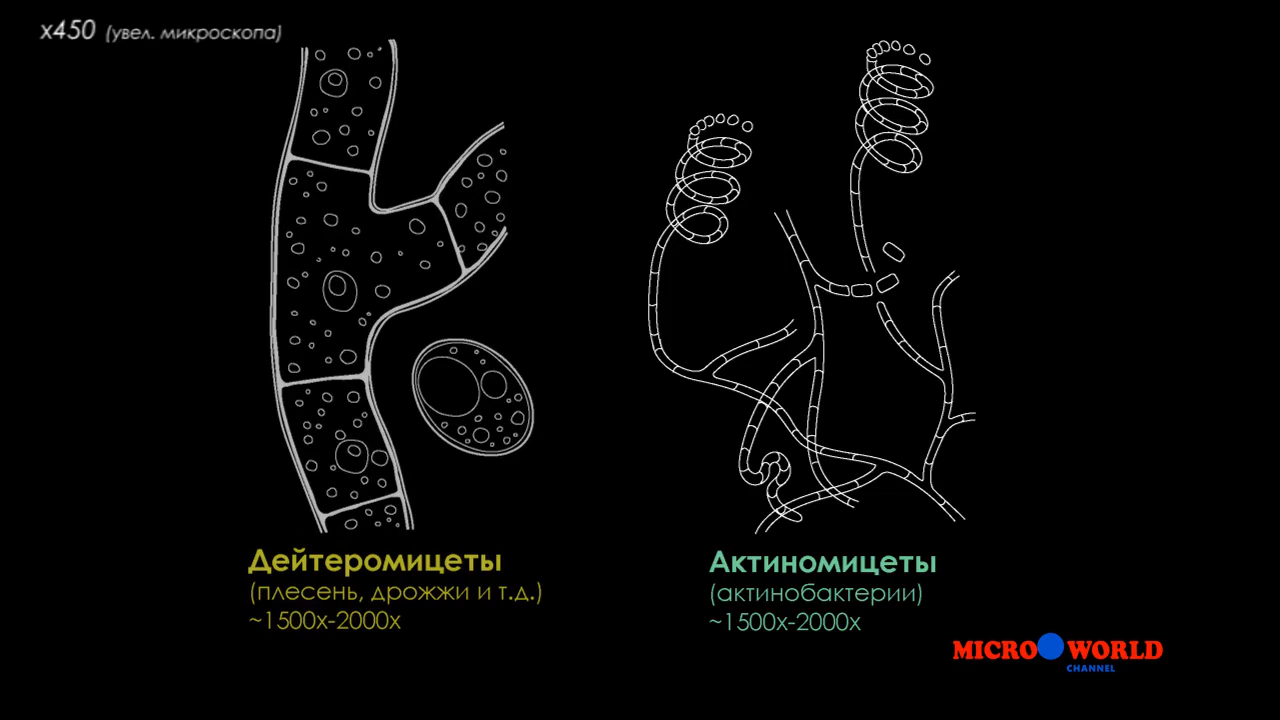 x450 (увел. микроскопа)
Дейтеромицеты
(плесень, дрожжи и т.д.)
~1500x-2000x
Актиномицеты
(актинобактерии)
~1500x-2000x
MICRO WORLD
CHANNEL